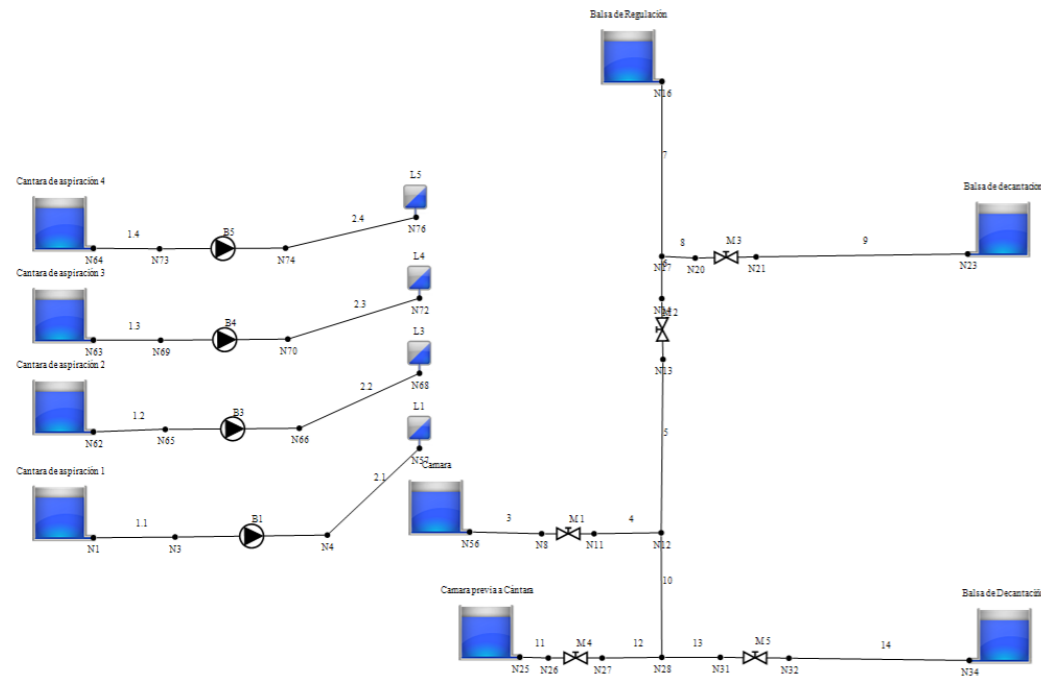 Balsa de Regulación
N16
7
Cantara de aspiración 4
L5
Balsa de decantacion
1.4
B5
2.4
N76
N64
N73
N74
8
M3
9
N17
N20
N21
N23
Cantara de aspiración 3
L4
1.3
B4
2.3
N72
N63
N69
N70
N13
Cantara de aspiración 2
L3
1.2
B3
2.2
N68
N62
N65
N66
5
L1
N57
Camara
Cantara de aspiración 1
2.1
1.1
B1
N1
N3
N4
3
M1
4
N56
N8
N11
N12
10
Camara previa a Cántara
Balsa de Decantación
11
M4
12
13
M5
14
N25
N26
N27
N28
N31
N32
N34